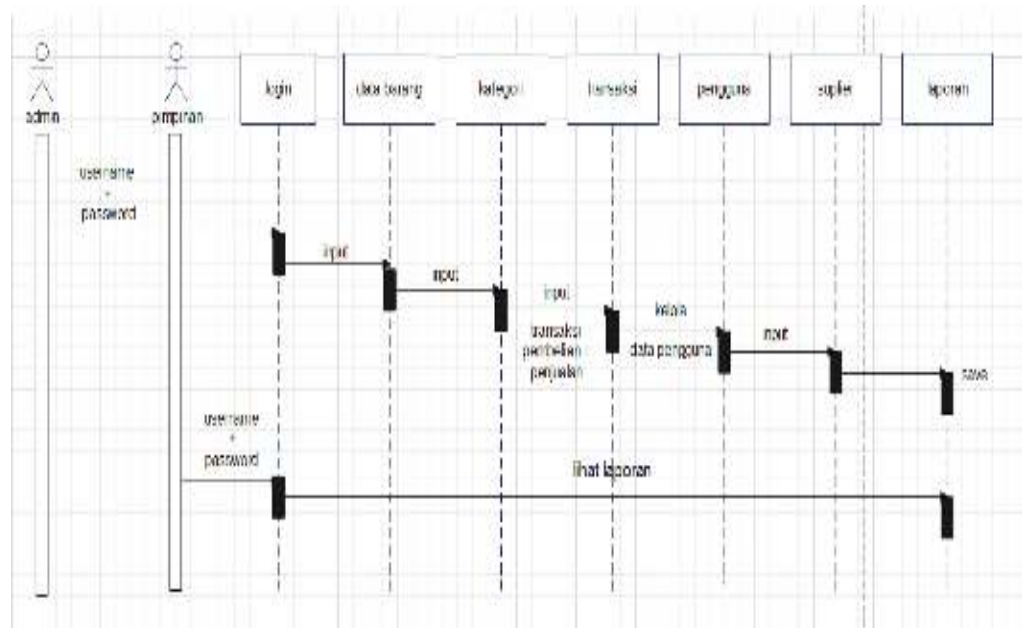 login
data barang
kategori
transaksi
pengguna
suplier
laporan
admin
pimpinan
username
+
password
input
input
input
transaksi
pembelian
penjualan
kelola
data pengguna
input
save
username
+
password
lihat laporan